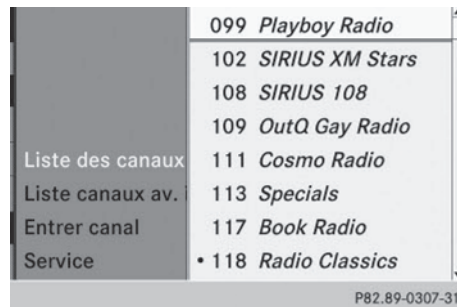 099 Playboy Radio
102 SIRIUS XM Stars
108 SIRIUS 108
109 OutQ Gay Radio
Liste des canaux 111 Cosmo Radio
Liste canaux av. i 113 Specials
Entrer canal 117 Book Radio
Service • 118 Radio Classics
P82.89-0307-31